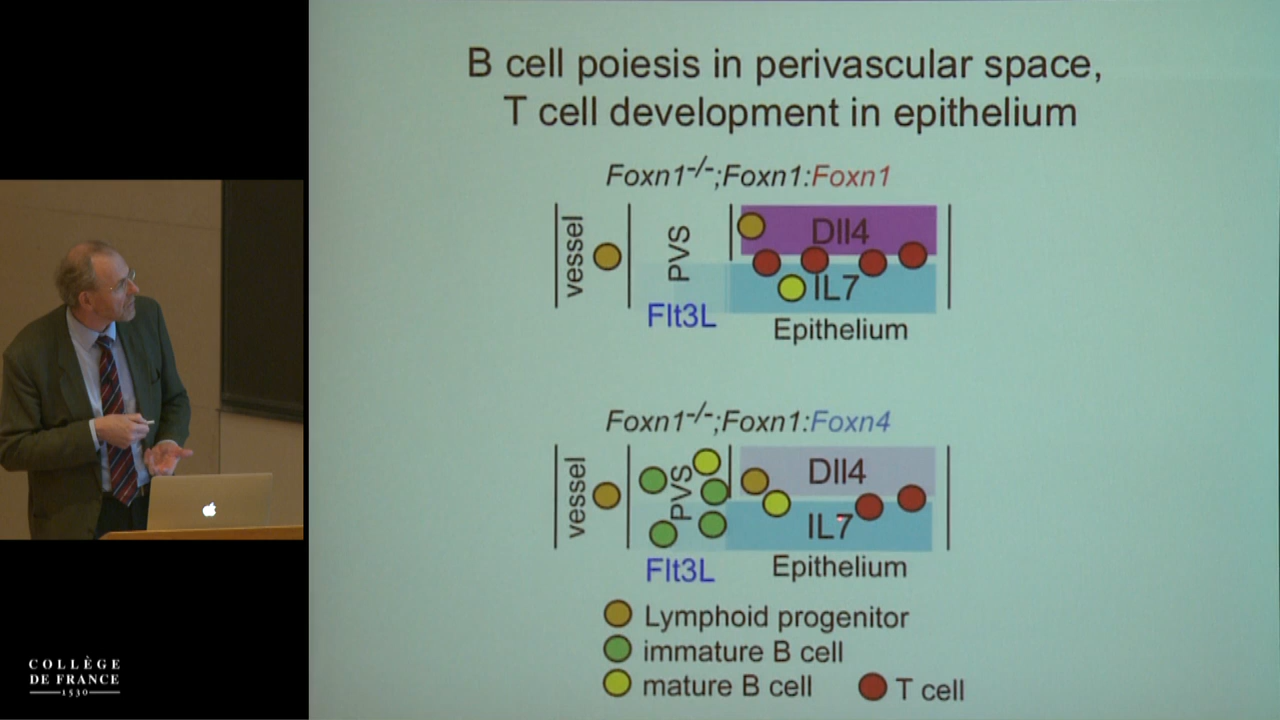 B cell poiesis in perivascular space,
T cell development in epithelium
Foxn1-/-;Foxn1:Foxn1
vessel
PVS
Dll4
IL7
Flt3L
Epithelium
Foxn1-/-;Foxn1:Foxn4
vessel
PVS
Dll4
IL7
Flt3L
Epithelium
Lymphoid progenitor
immature B cell
mature B cell
T cell
COLLÈGE
DE FRANCE
1530